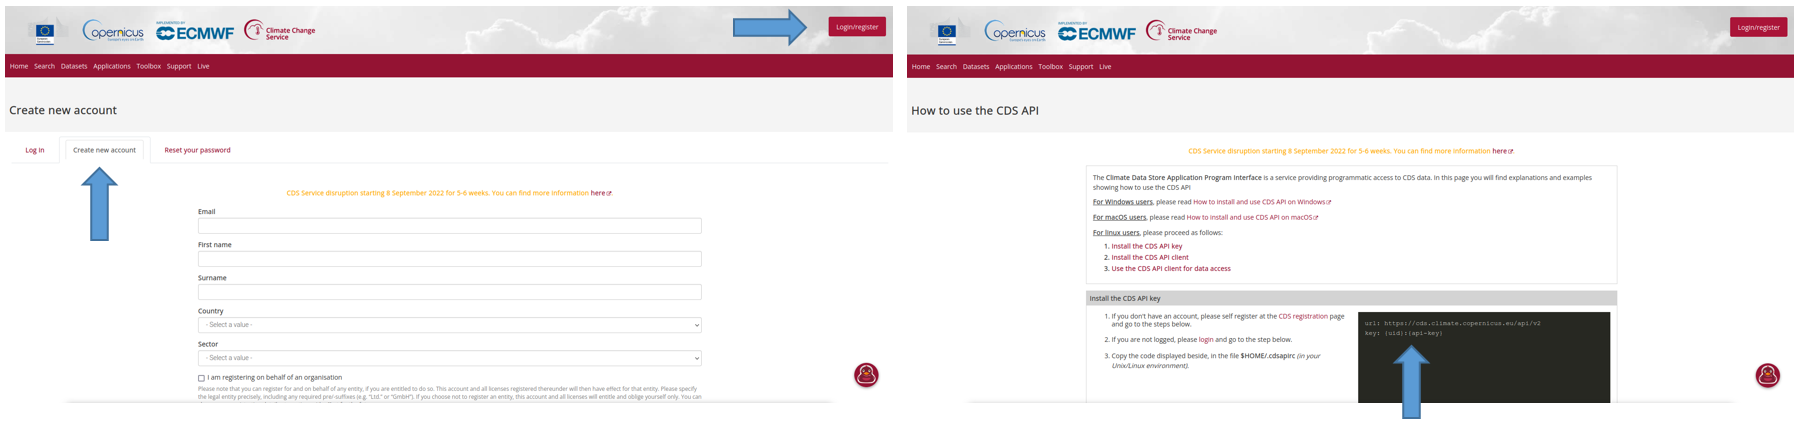 European
Commission
Copernicus
Europe's eyes on Earth
IMPLEMENTED BY
ECMWF
Climate Change
Service
Login/register
Home Search Datasets Applications Toolbox Support Live
Create new account
Log in Create new account Reset your password
CDS Service disruption starting 8 September 2022 for 5-6 weeks. You can find more information here
Email
First name
Surname
Country
- Select a value -
Sector
- Select a value -
I am registering on behalf of an organisation
Please note that you can register for and on behalf of any entity, if you are entitled to do so. This account and all licenses registered thereunder will then have effect for that entity. Please specify
the legal entity precisely, including any required pre/-suffixes (e.g. "Ltd." or "GmbH"). If you choose not to register an entity, this account and all licenses will entitle and oblige yourself only. You can
European
Commission
Copernicus
Europe's eyes on Earth
IMPLEMENTED BY
ECMWF
Climate Change
Service
Login/register
Home Search Datasets Applications Toolbox Support Live
How to use the CDS API
CDS Service disruption starting 8 September 2022 for 5-6 weeks. You can find more information here
The Climate Data Store Application Program Interface is a service providing programmatic access to CDS data. In this page you will find explanations and examples
showing how to use the CDS API
For Windows users, please read How to install and use CDS API on Windows
For macOS users, please read How to install and use CDS API on macOS
For linux users, please proceed as follows:
1. Install the CDS API key
2. Install the CDS API client
3. Use the CDS API client for data access
Install the CDS API key
1. If you don't have an account, please self register at the CDS registration page
and go to the steps below.
2. If you are not logged, please login and go to the step below.
3. Copy the code displayed beside, in the file $HOME/.cdsapirc (in your
Unix/Linux environment).
url: https://cds.climate.copernicus.eu/api/v2
key: {uid}:{api-key}